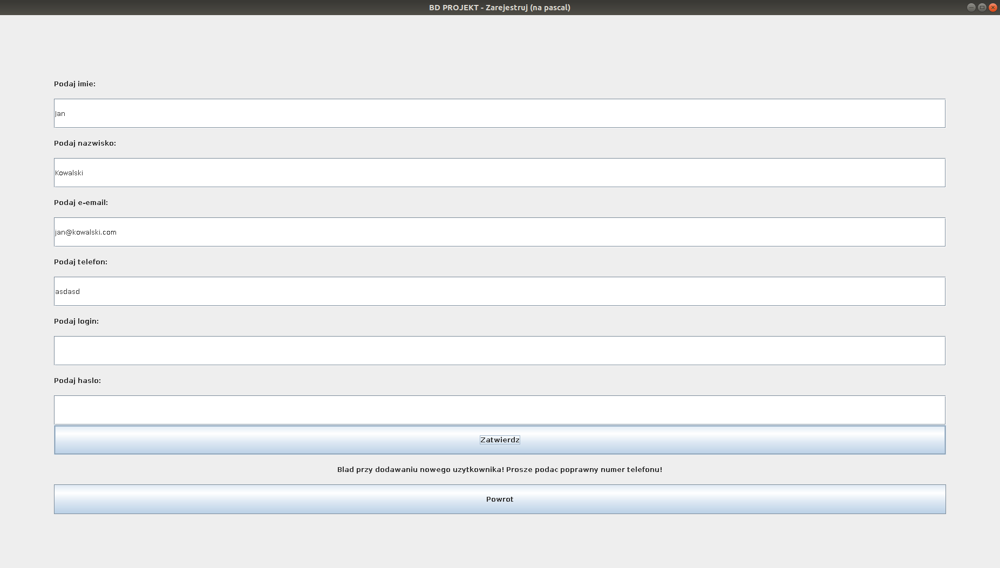 BD PROJEKT - Zarejestruj (na pascal)
Podaj imie:
Jan
Podaj nazwisko:
Kowalski
Podaj e-email:
jan@kowalski.com
Podaj telefon:
asdasd
Podaj login:
Podaj haslo:
Zatwierdz
Blad przy dodawaniu nowego uzytkownika! Prosze podac poprawny numer telefonu!
Powrot